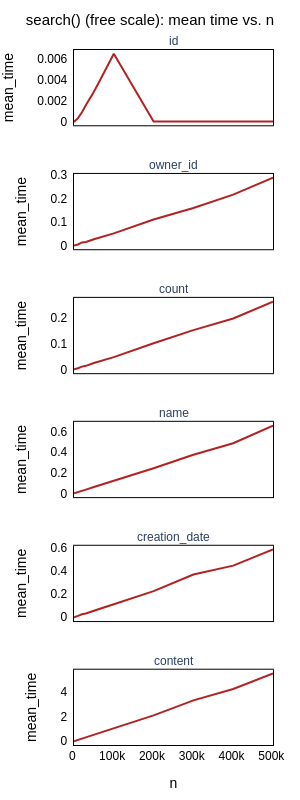 search() (free scale): mean time vs. n
id
mean_time
0.006
0.004
0.002
0
owner_id
mean_time
0.3
0.2
0.1
0
count
mean_time
0.2
0.1
0
name
mean_time
0.6
0.4
0.2
0
creation_date
mean_time
0.6
0.4
0.2
0
content
mean_time
4
2
0
0 100k 200k 300k 400k 500k
n